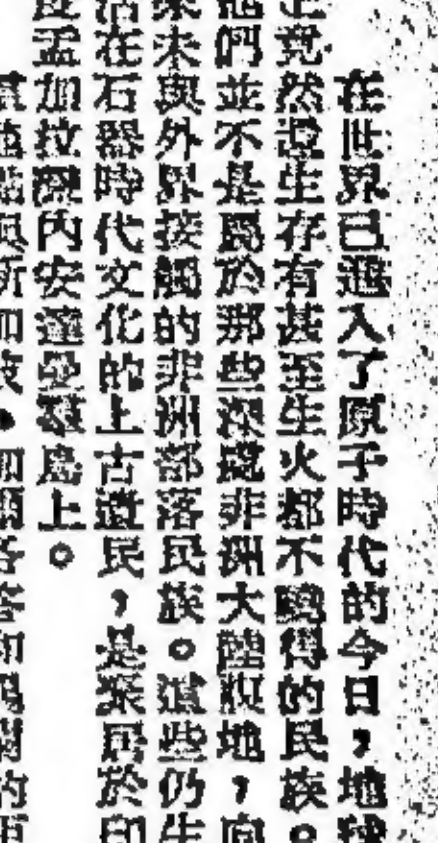 在世界已進入了原子時代的今日，地球
上竟然還生存有甚至生火都不曉得的民族。
他們並不是屬於那些深處非洲大陸腹地，向
來未與外界接觸的非洲部落民族。這些仍生
活在石器時代文化的上古遺民，是聚居於印
度孟加拉灣內安達曼羣島上。